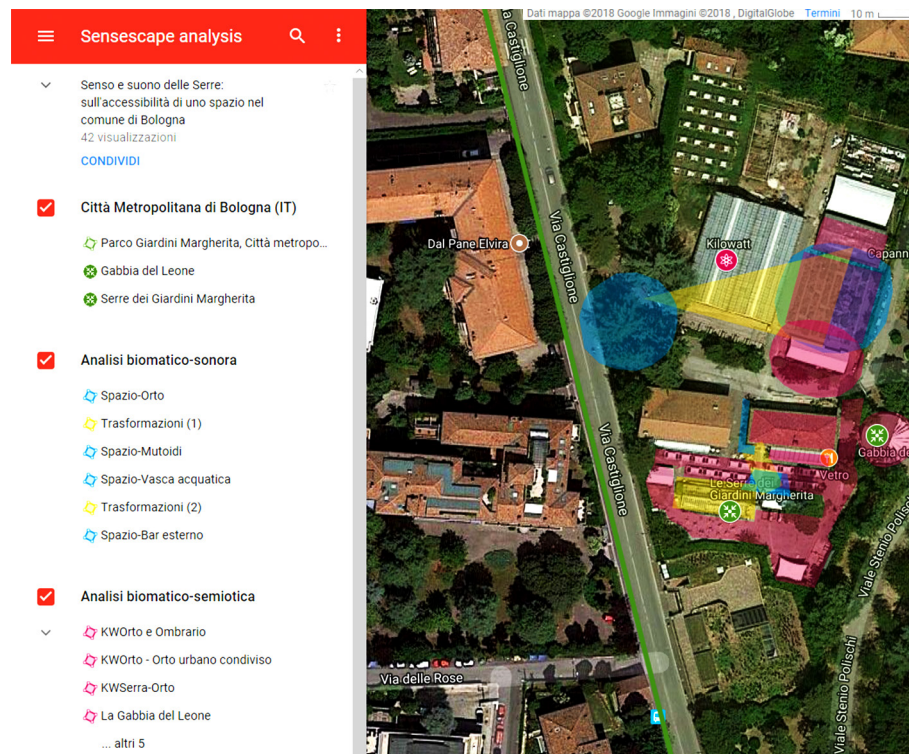 Sensescape analysis
Senso e suono delle Serre:
sull'accessibilità di uno spazio nel
comune di Bologna
42 visualizzazioni
CONDIVIDI
Città Metropolitana di Bologna (IT)
Parco Giardini Margherita, Città metropo...
Gabbia del Leone
Serre dei Giardini Margherita
Analisi biomatico-sonora
Spazio-Orto
Trasformazioni (1)
Spazio-Mutoidi
Spazio-Vasca acquatica
Trasformazioni (2)
Spazio-Bar esterno
Analisi biomatico-semiotica
KWOrto e Ombrario
KWOrto - Orto urbano condiviso
KWSerra-Orto
La Gabbia del Leone
... altri 5
Dati mappa ©2018 Google Immagini ©2018 , DigitalGlobe Termini 10 m
Via Castiglione
Dal Pane Elvira
Via Castiglione
Kilowatt
Capann
Via Castiglione
Gabbia de
Vetro
Le Serre dei
Giardini Margherita
Viale Stenio Polischi
Via delle Rose
Viale Stenio Polischi